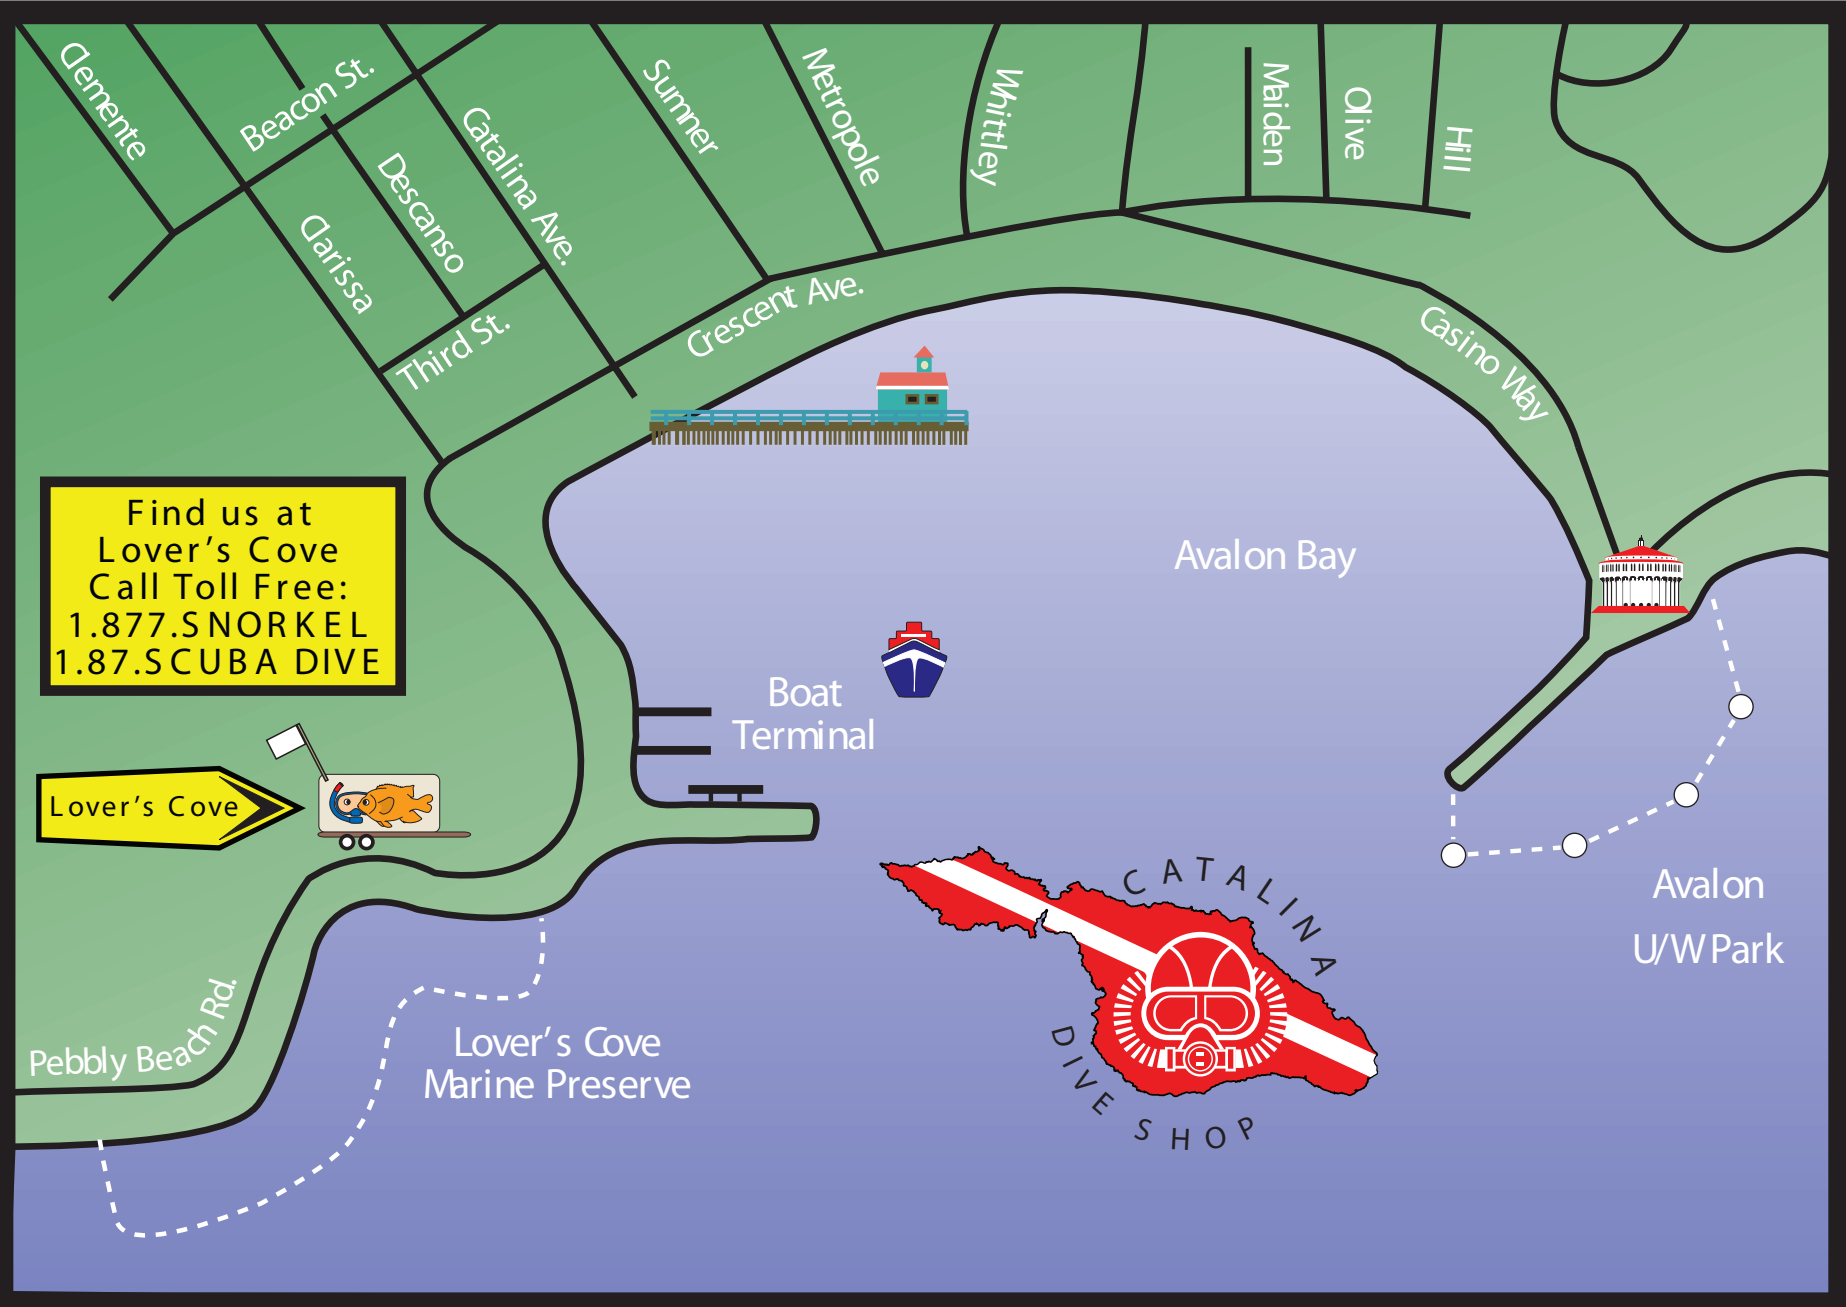 Clemente
Beacon St.
Clarissa
Descanso
Catalina Ave.
Third St.
Sumner
Metropole
Whittley
Maiden
Olive
Hill
Crescent Ave.
Casino Way
Find us at
Lover's Cove
Call Toll Free:
1.877.SNORKEL
1.87.SCUBA DIVE
Avalon Bay
Boat
Terminal
Lover's Cove
Avalon
U/W Park
CATALINA
DIVE SHOP
Pebbly Beach Rd.
Lover's Cove
Marine Preserve